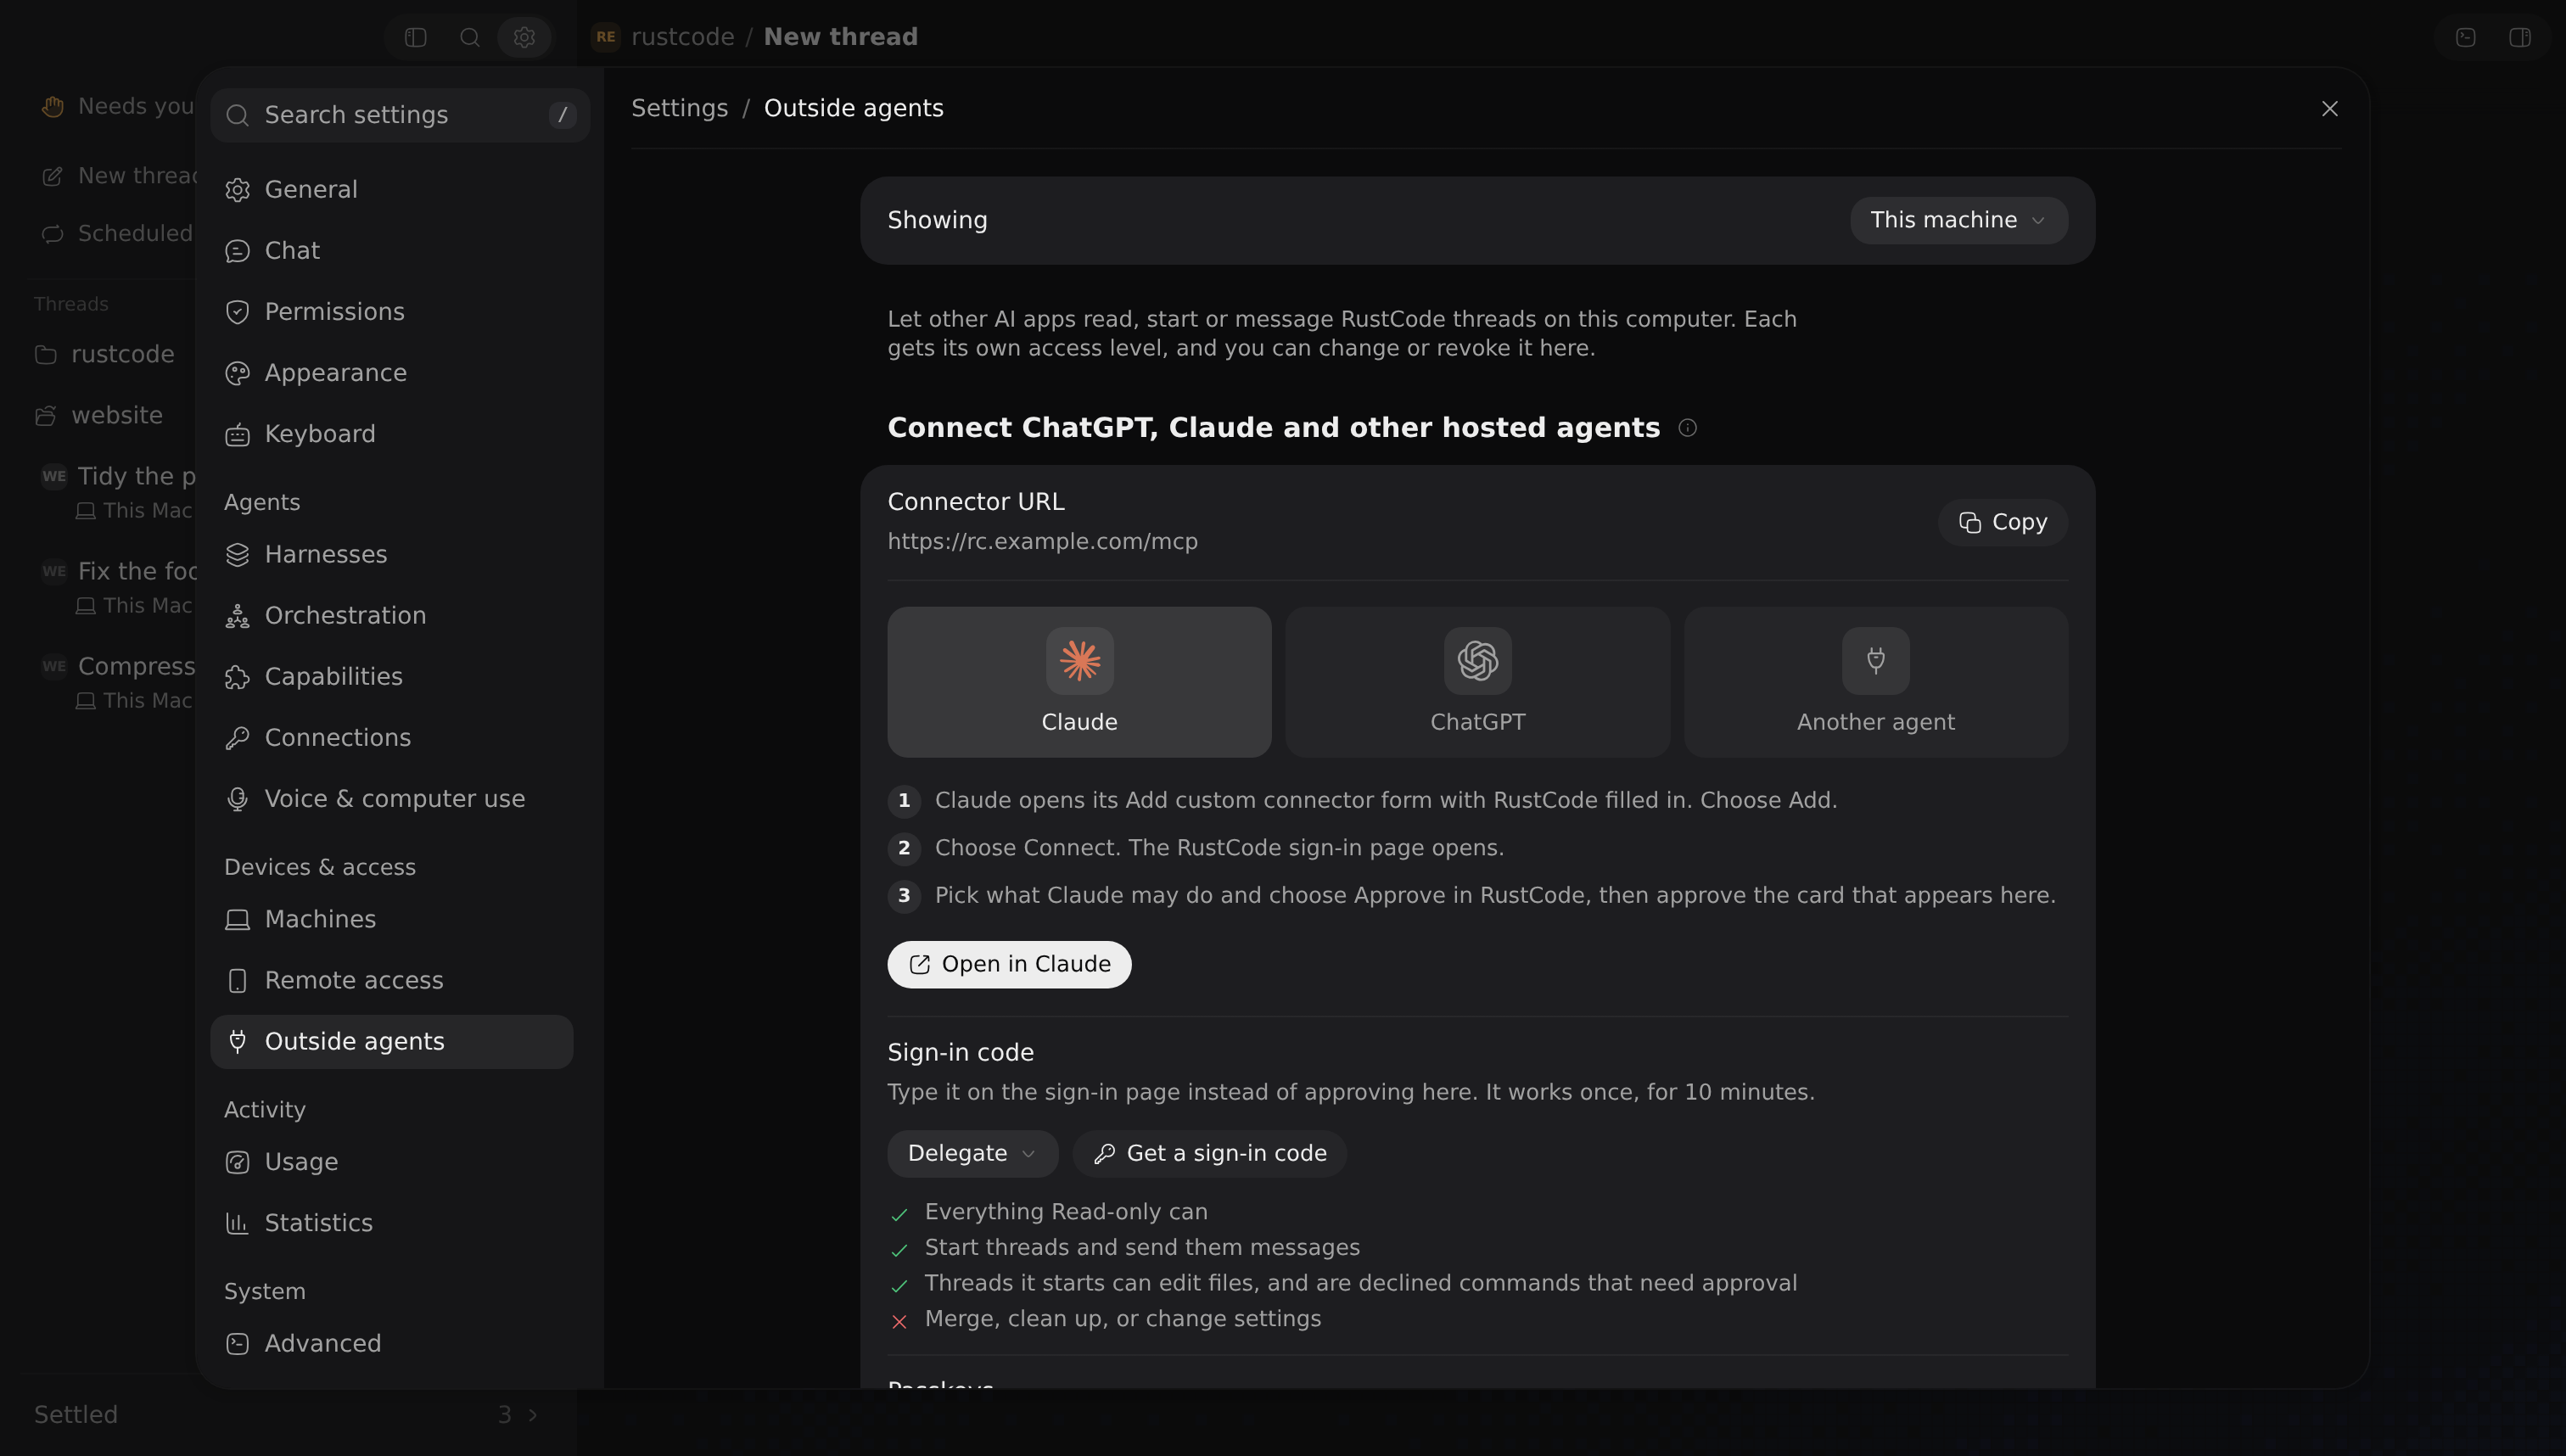 RE rustcode / New thread
Needs you
New thread
Scheduled
Threads
rustcode
website
WE Tidy the p
This Mac
WE Fix the foo
This Mac
WE Compress
This Mac
Settled 3
Search settings /
General
Chat
Permissions
Appearance
Keyboard
Agents
Harnesses
Orchestration
Capabilities
Connections
Voice & computer use
Devices & access
Machines
Remote access
Outside agents
Activity
Usage
Statistics
System
Advanced
Settings / Outside agents
Showing This machine
Let other AI apps read, start or message RustCode threads on this computer. Each
gets its own access level, and you can change or revoke it here.
Connect ChatGPT, Claude and other hosted agents
Connector URL
https://rc.example.com/mcp
Copy
Claude
ChatGPT
Another agent
1 Claude opens its Add custom connector form with RustCode filled in. Choose Add.
2 Choose Connect. The RustCode sign-in page opens.
3 Pick what Claude may do and choose Approve in RustCode, then approve the card that appears here.
Open in Claude
Sign-in code
Type it on the sign-in page instead of approving here. It works once, for 10 minutes.
Delegate Get a sign-in code
Everything Read-only can
Start threads and send them messages
Threads it starts can edit files, and are declined commands that need approval
Merge, clean up, or change settings
Passkeys